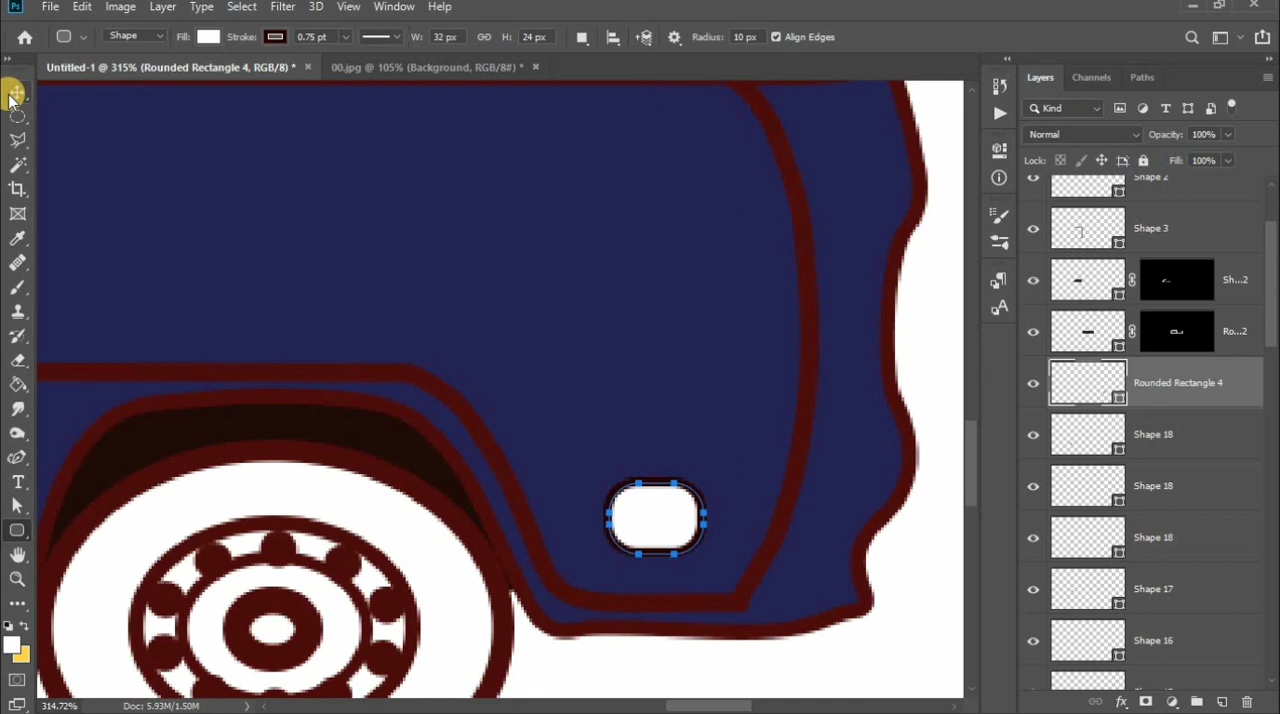 Ps File Edit Image Layer Type Select Filter 3D View Window Help
Shape Fill: Stroke: 0.75 pt W: 32 px H: 24 px Radius: 10 px Align Edges
Untitled-1 @ 315% (Rounded Rectangle 4, RGB/8) * × 00.jpg @ 105% (Background, RGB/8#) * ×
Layers Channels Paths
Kind
Normal Opacity: 100%
Lock: Fill: 100%
Shape 2
Shape 3
Sh...2
Ro...2
Rounded Rectangle 4
Shape 18
Shape 18
Shape 18
Shape 17
Shape 16
314.72% Doc: 5.93M/1.50M